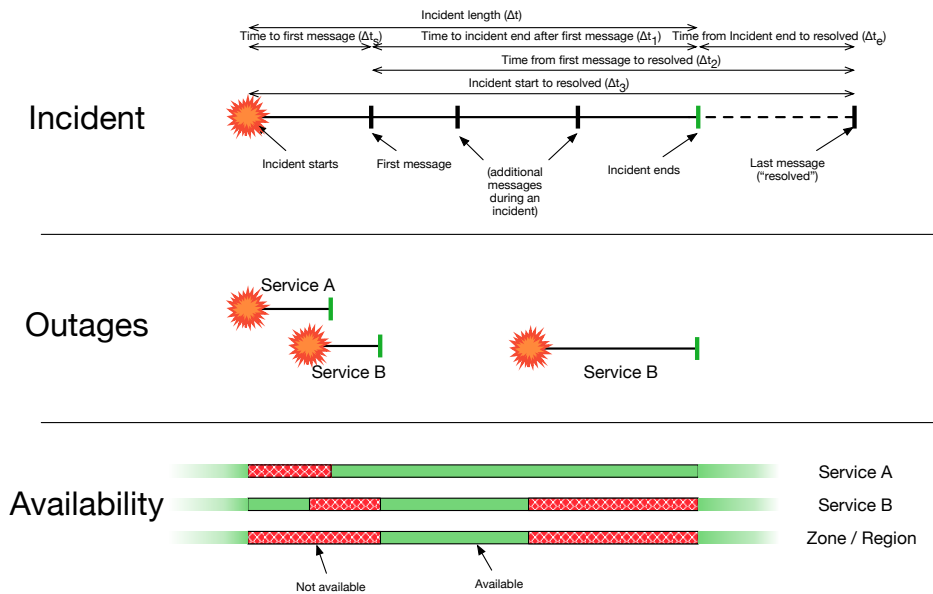 Incident length (Δt)
Time to first message (Δts)
Time to incident end after first message (Δt1)
Time from Incident end to resolved (Δte)
Time from first message to resolved (Δt2)
Incident start to resolved (Δt3)
Incident
Incident starts
First message
(additional
messages
during an
incident)
Incident ends
Last message
("resolved")
Service A
Outages
Service B
Service B
Service A
Availability
Service B
Zone / Region
Not available
Available